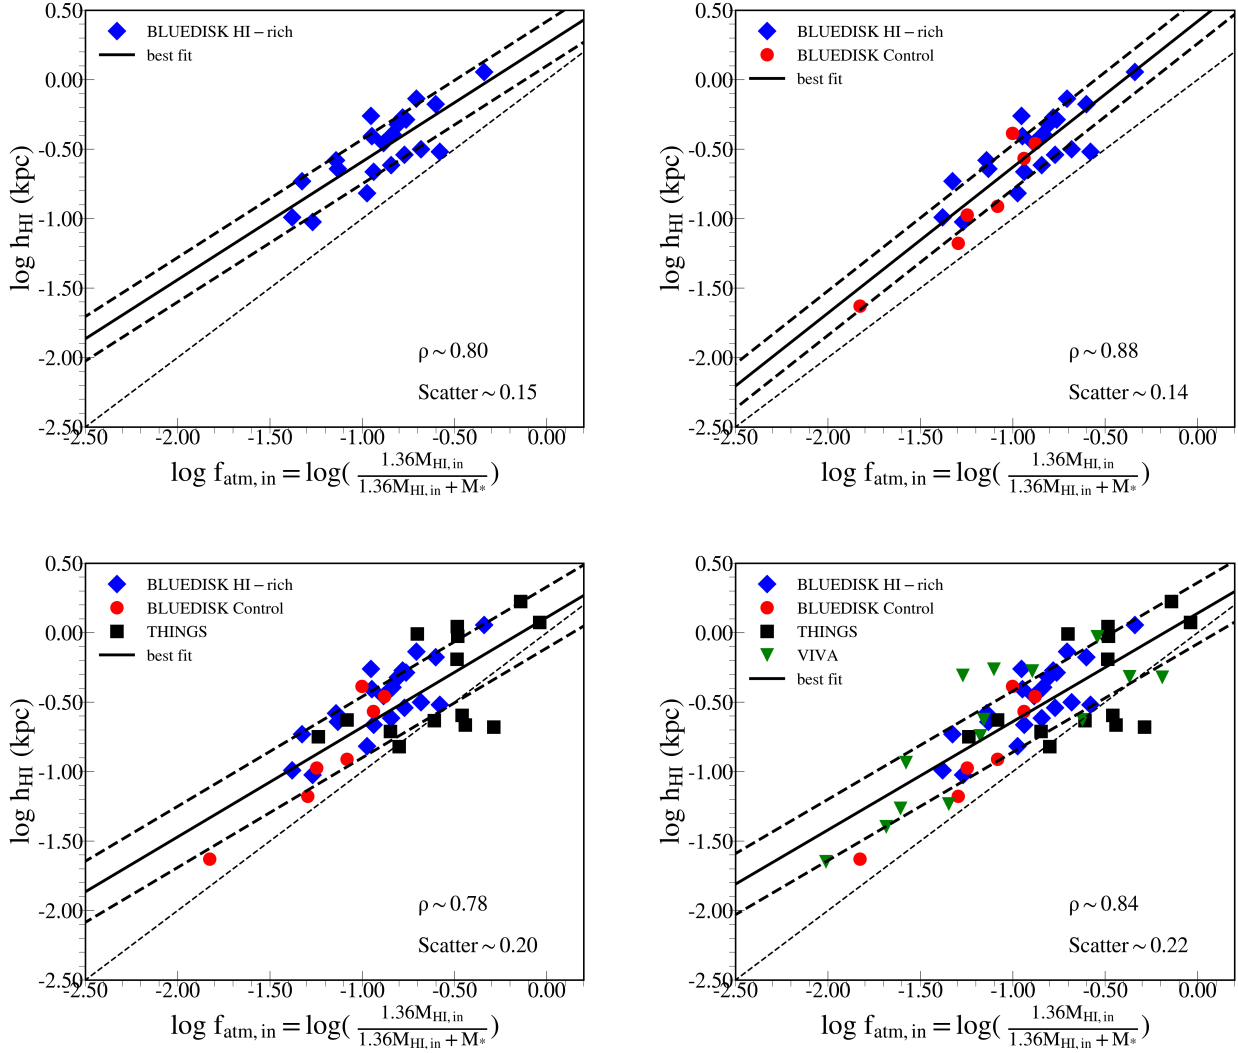 0.50
0.00
-0.50
-1.00
-1.50
-2.00
-2.50
log h_HI (kpc)
BLUEDISK HI – rich
best fit
ρ ∼ 0.80
Scatter ∼ 0.15
-2.50 -2.00 -1.50 -1.00 -0.50 0.00
log f_atm, in = log( 1.36M_HI, in / 1.36M_HI, in + M_* )
0.50
0.00
-0.50
-1.00
-1.50
-2.00
-2.50
log h_HI (kpc)
BLUEDISK HI – rich
BLUEDISK Control
best fit
ρ ∼ 0.88
Scatter ∼ 0.14
-2.50 -2.00 -1.50 -1.00 -0.50 0.00
log f_atm, in = log( 1.36M_HI, in / 1.36M_HI, in + M_* )
0.50
0.00
-0.50
-1.00
-1.50
-2.00
-2.50
log h_HI (kpc)
BLUEDISK HI – rich
BLUEDISK Control
THINGS
best fit
ρ ∼ 0.78
Scatter ∼ 0.20
-2.50 -2.00 -1.50 -1.00 -0.50 0.00
log f_atm, in = log( 1.36M_HI, in / 1.36M_HI, in + M_* )
0.50
0.00
-0.50
-1.00
-1.50
-2.00
-2.50
log h_HI (kpc)
BLUEDISK HI – rich
BLUEDISK Control
THINGS
VIVA
best fit
ρ ∼ 0.84
Scatter ∼ 0.22
-2.50 -2.00 -1.50 -1.00 -0.50 0.00
log f_atm, in = log( 1.36M_HI, in / 1.36M_HI, in + M_* )